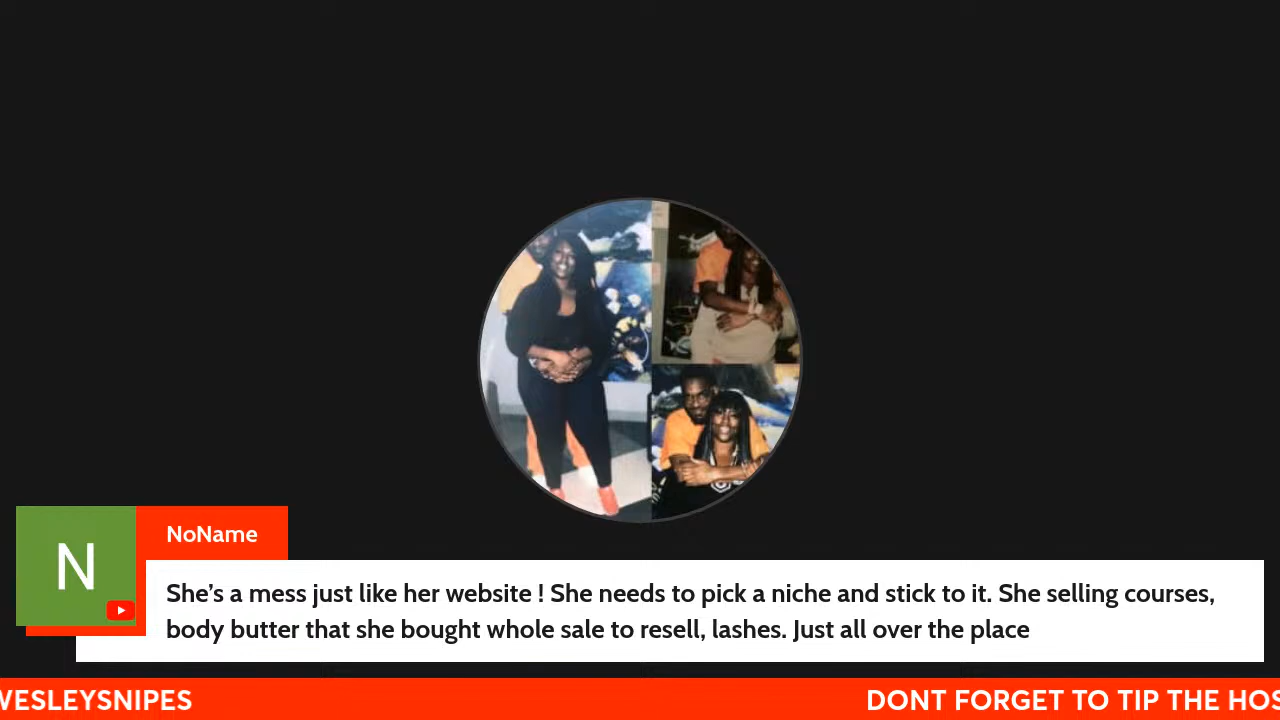 N
NoName
She's a mess just like her website ! She needs to pick a niche and stick to it. She selling courses,
body butter that she bought whole sale to resell, lashes. Just all over the place
WESLEYSNIPES DONT FORGET TO TIP THE HOS